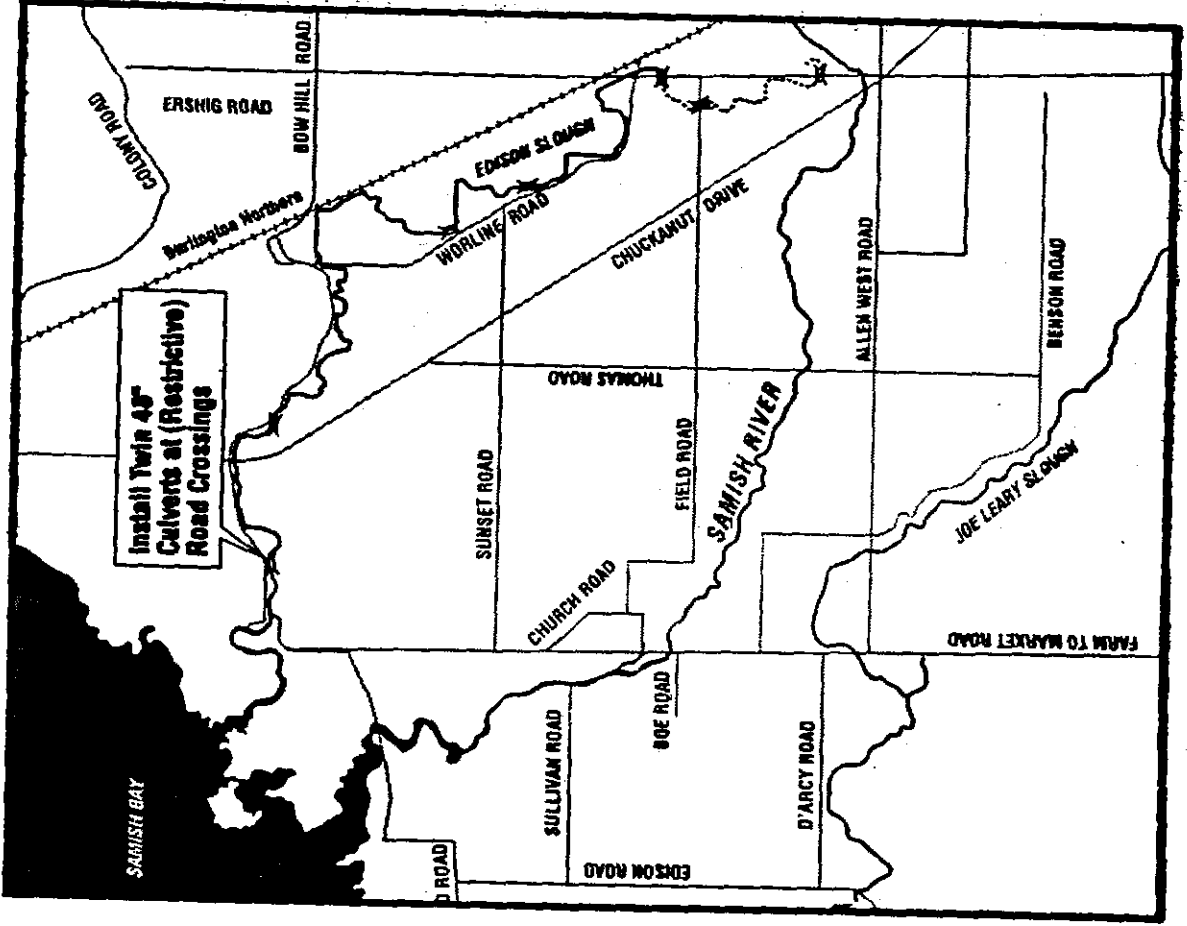 COLONY ROAD
ERSHIG ROAD
BOW HILL ROAD
Burlington Northern
EDISON SLOUGH
WORLINE ROAD
CHUCKANUT DRIVE
Install Twin 48"
Culverts at (Restrictive)
Road Crossings
THOMAS ROAD
ALLEN WEST ROAD
BENSON ROAD
SUNSET ROAD
FIELD ROAD
SAMISH RIVER
JOE LEARY SLOUGH
CHURCH ROAD
FARM TO MARKET ROAD
SAMISH BAY
SULLIVAN ROAD
BOE ROAD
D'ARCY ROAD
EDISON ROAD
D ROAD